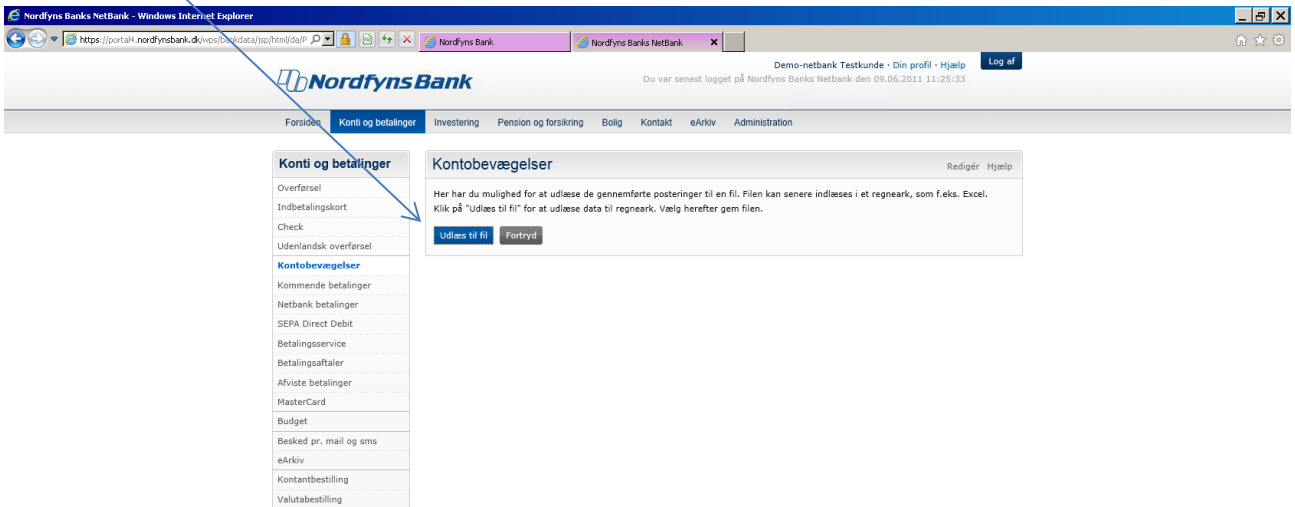 Nordfyns Banks NetBank - Windows Internet Explorer
https://portal4.nordfynsbank.dk/wps/bankdata/jsp/html/da/P
Nordfyns Bank
Nordfyns Banks NetBank
Demo-netbank Testkunde · Din profil · Hjælp
Log af
Nordfyns Bank
Du var senest logget på Nordfyns Banks Netbank den 09.06.2011 11:25:33
Forsiden Konti og betalinger Investering Pension og forsikring Bolig Kontakt eArkiv Administration
Konti og betalinger
Overførsel
Indbetalingskort
Check
Udenlandsk overførsel
Kontobevægelser
Kommende betalinger
Netbank betalinger
SEPA Direct Debit
Betalingsservice
Betalingsaftaler
Afviste betalinger
MasterCard
Budget
Besked pr. mail og sms
eArkiv
Kontantbestilling
Valutabestilling
Kontobevægelser
Redigér Hjælp
Her har du mulighed for at udlæse de gennemførte posteringer til en fil. Filen kan senere indlæses i et regneark, som f.eks. Excel.
Klik på "Udlæs til fil" for at udlæse data til regneark. Vælg herefter gem filen.
Udlæs til fil Fortryd